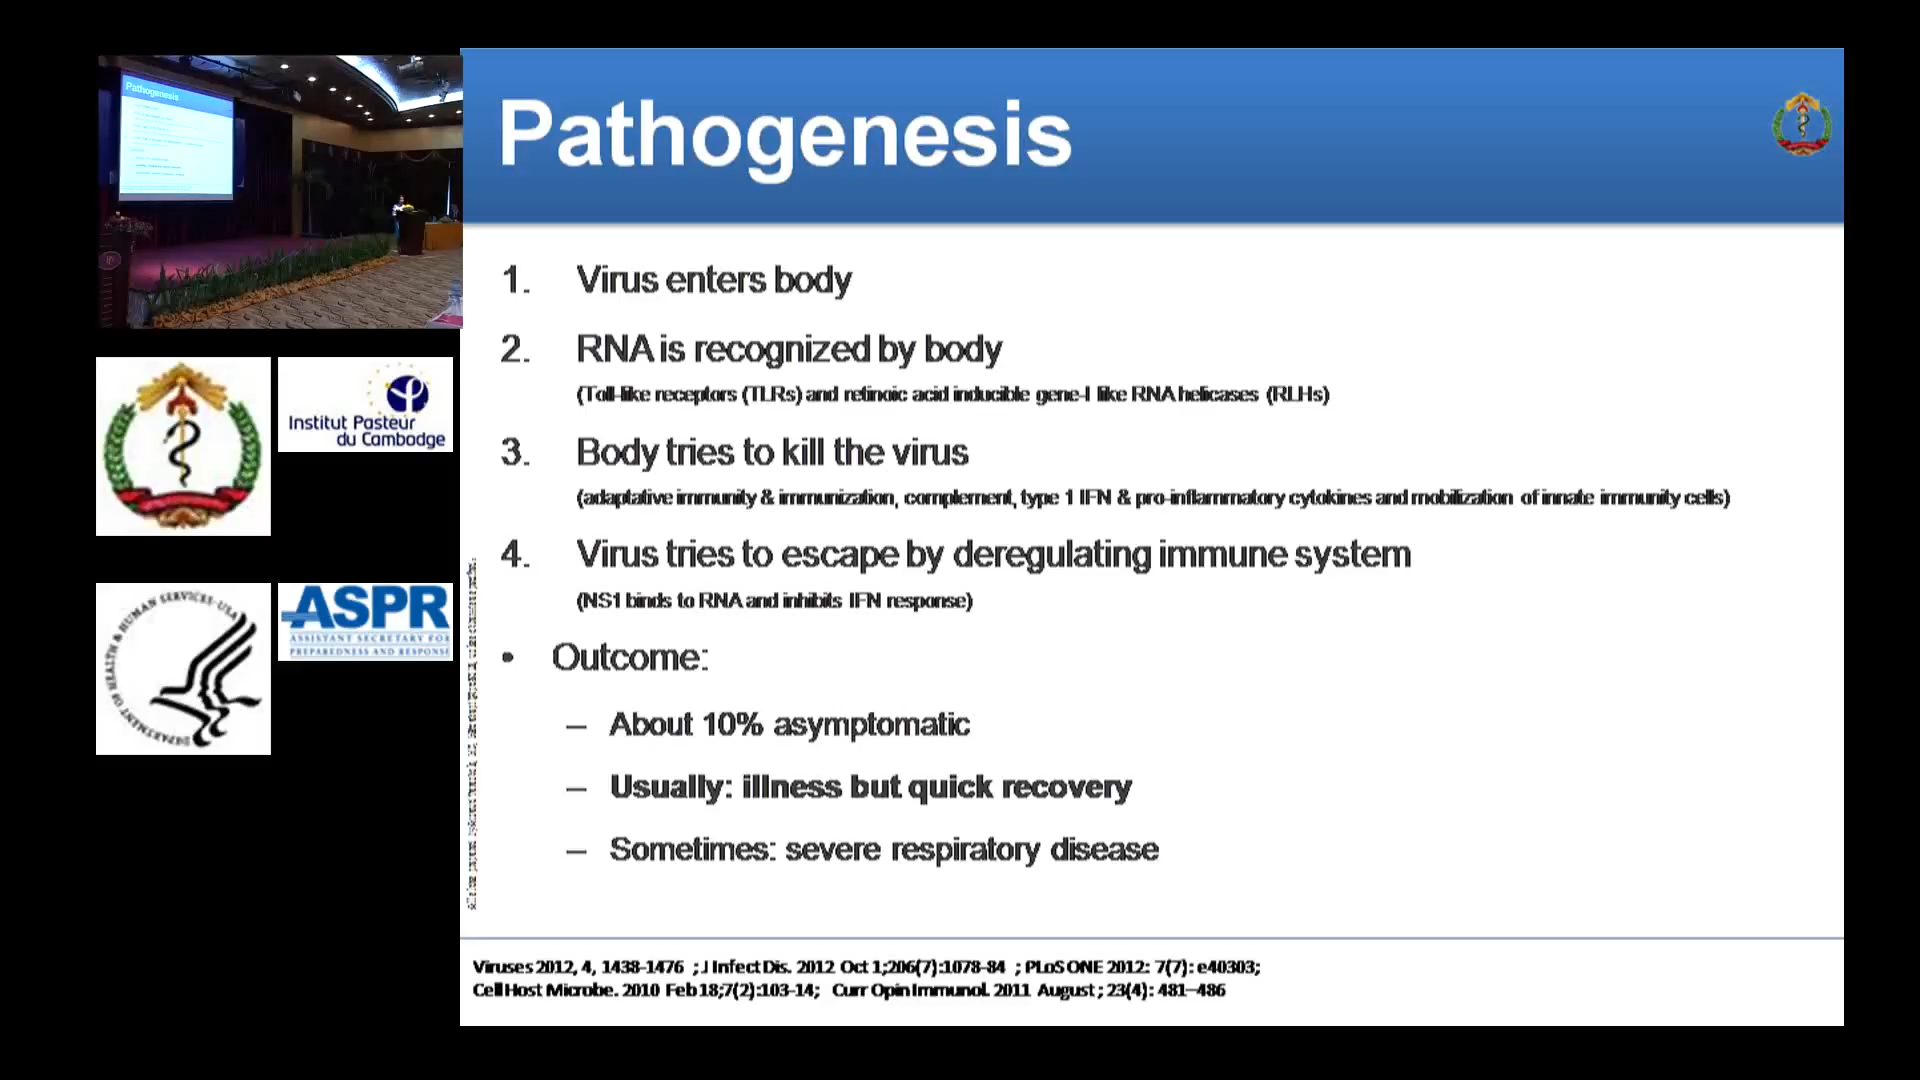 Pathogenesis
Pathogenesis
1. Virus enters body
2. RNA is recognized by body
(Toll-like receptors (TLRs) and retinoic acid inducible gene-I like RNA helicases (RLHs)
3. Body tries to kill the virus
(adaptative immunity & immunization, complement, type 1 IFN & pro-inflammatory cytokines and mobilization of innate immunity cells)
4. Virus tries to escape by deregulating immune system
(NS1 binds to RNA and inhibits IFN response)
• Outcome:
– About 10% asymptomatic
– Usually: illness but quick recovery
– Sometimes: severe respiratory disease
Viruses 2012, 4, 1438-1476 ; J Infect Dis. 2012 Oct 1;206(7):1078-84 ; PLoS ONE 2012: 7(7): e40303;
Cell Host Microbe. 2010 Feb 18;7(2):103-14; Curr Opin Immunol. 2011 August ; 23(4): 481–486
Institut Pasteur
du Cambodge
DEPARTMENT OF HEALTH & HUMAN SERVICES·USA
ASPR
ASSISTANT SECRETARY FOR
PREPAREDNESS AND RESPONSE